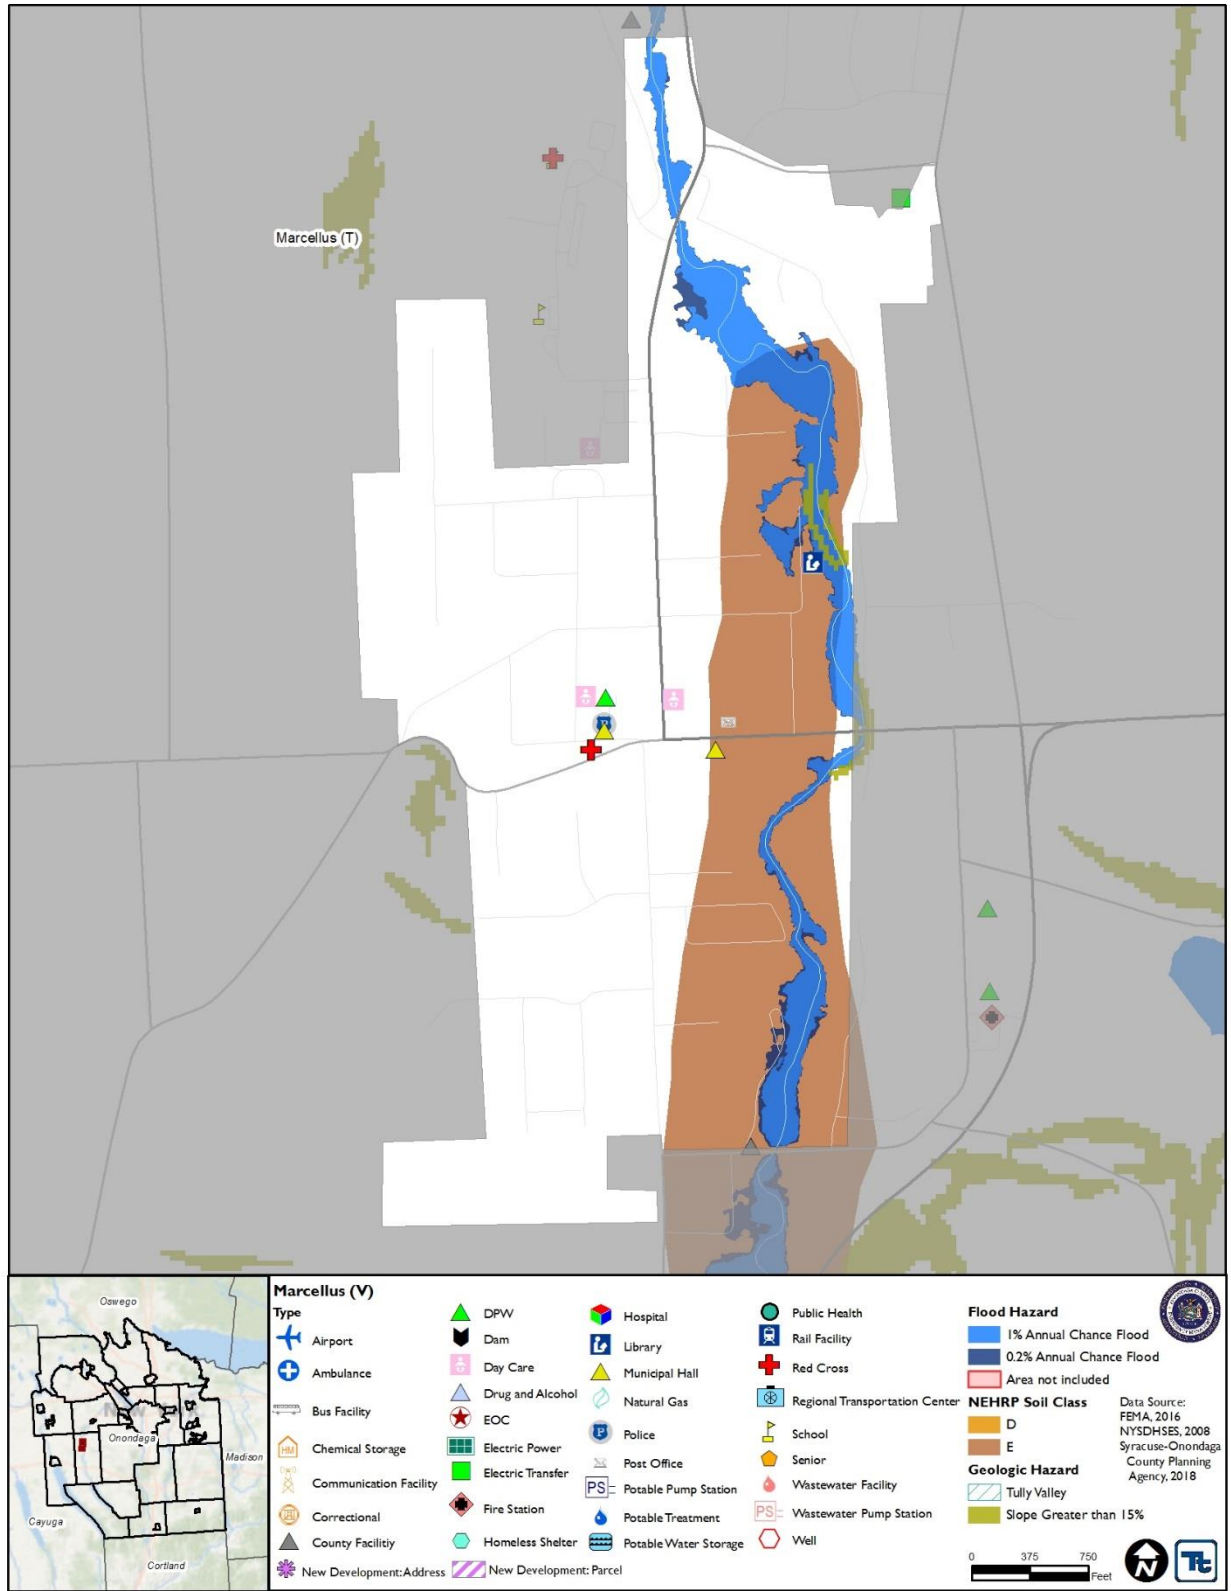 Marcellus (T)
P
Oswego
Onondaga
Madison
Cayuga
Cortland
Marcellus (V)
Type
Airport
Ambulance
Bus Facility
HM
Chemical Storage
Communication Facility
Correctional
County Facilitiy
New Development: Address
DPW
Dam
Day Care
Drug and Alcohol
EOC
Electric Power
Electric Transfer
Fire Station
Homeless Shelter
New Development: Parcel
Hospital
Library
Municipal Hall
Natural Gas
P
Police
Post Office
PS
Potable Pump Station
Potable Treatment
Potable Water Storage
Public Health
Rail Facility
Red Cross
Regional Transportation Center
School
Senior
Wastewater Facility
PS
Wastewater Pump Station
Well
Flood Hazard
1% Annual Chance Flood
0.2% Annual Chance Flood
Area not included
NEHRP Soil Class
D
E
Geologic Hazard
Tully Valley
Slope Greater than 15%
Data Source:
FEMA, 2016
NYSDHSES, 2008
Syracuse-Onondaga
County Planning
Agency, 2018
0 375 750
Feet
N
Tt